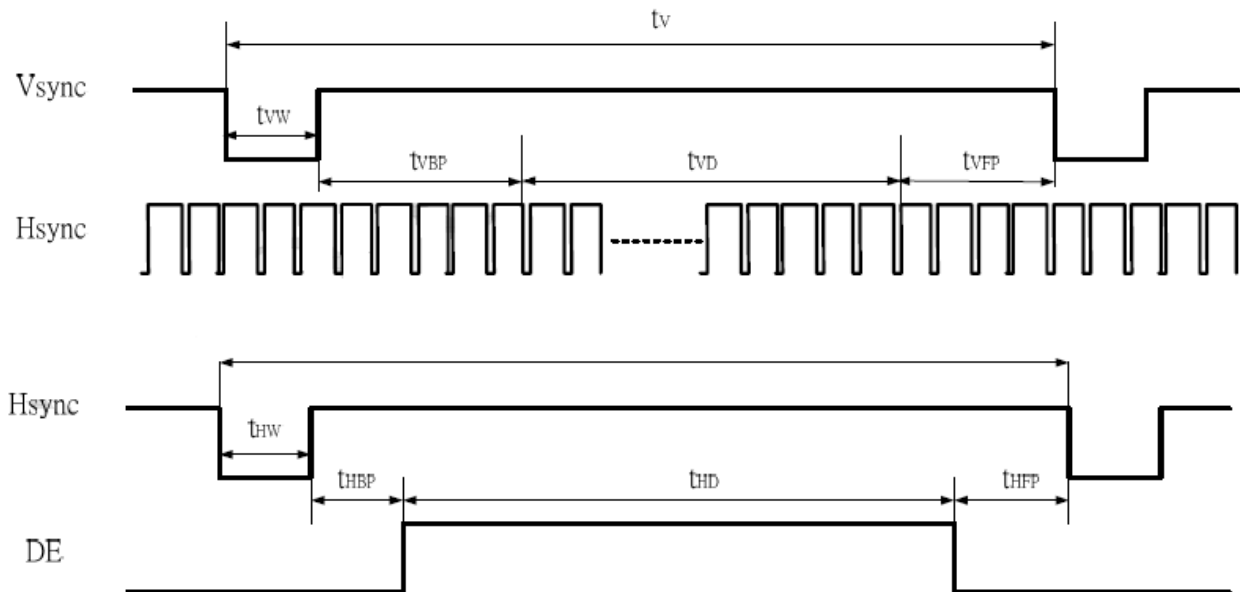 tV
Vsync
tVW
tVBP
tVD
tVFP
Hsync
Hsync
tHW
tHBP
tHD
tHFP
DE